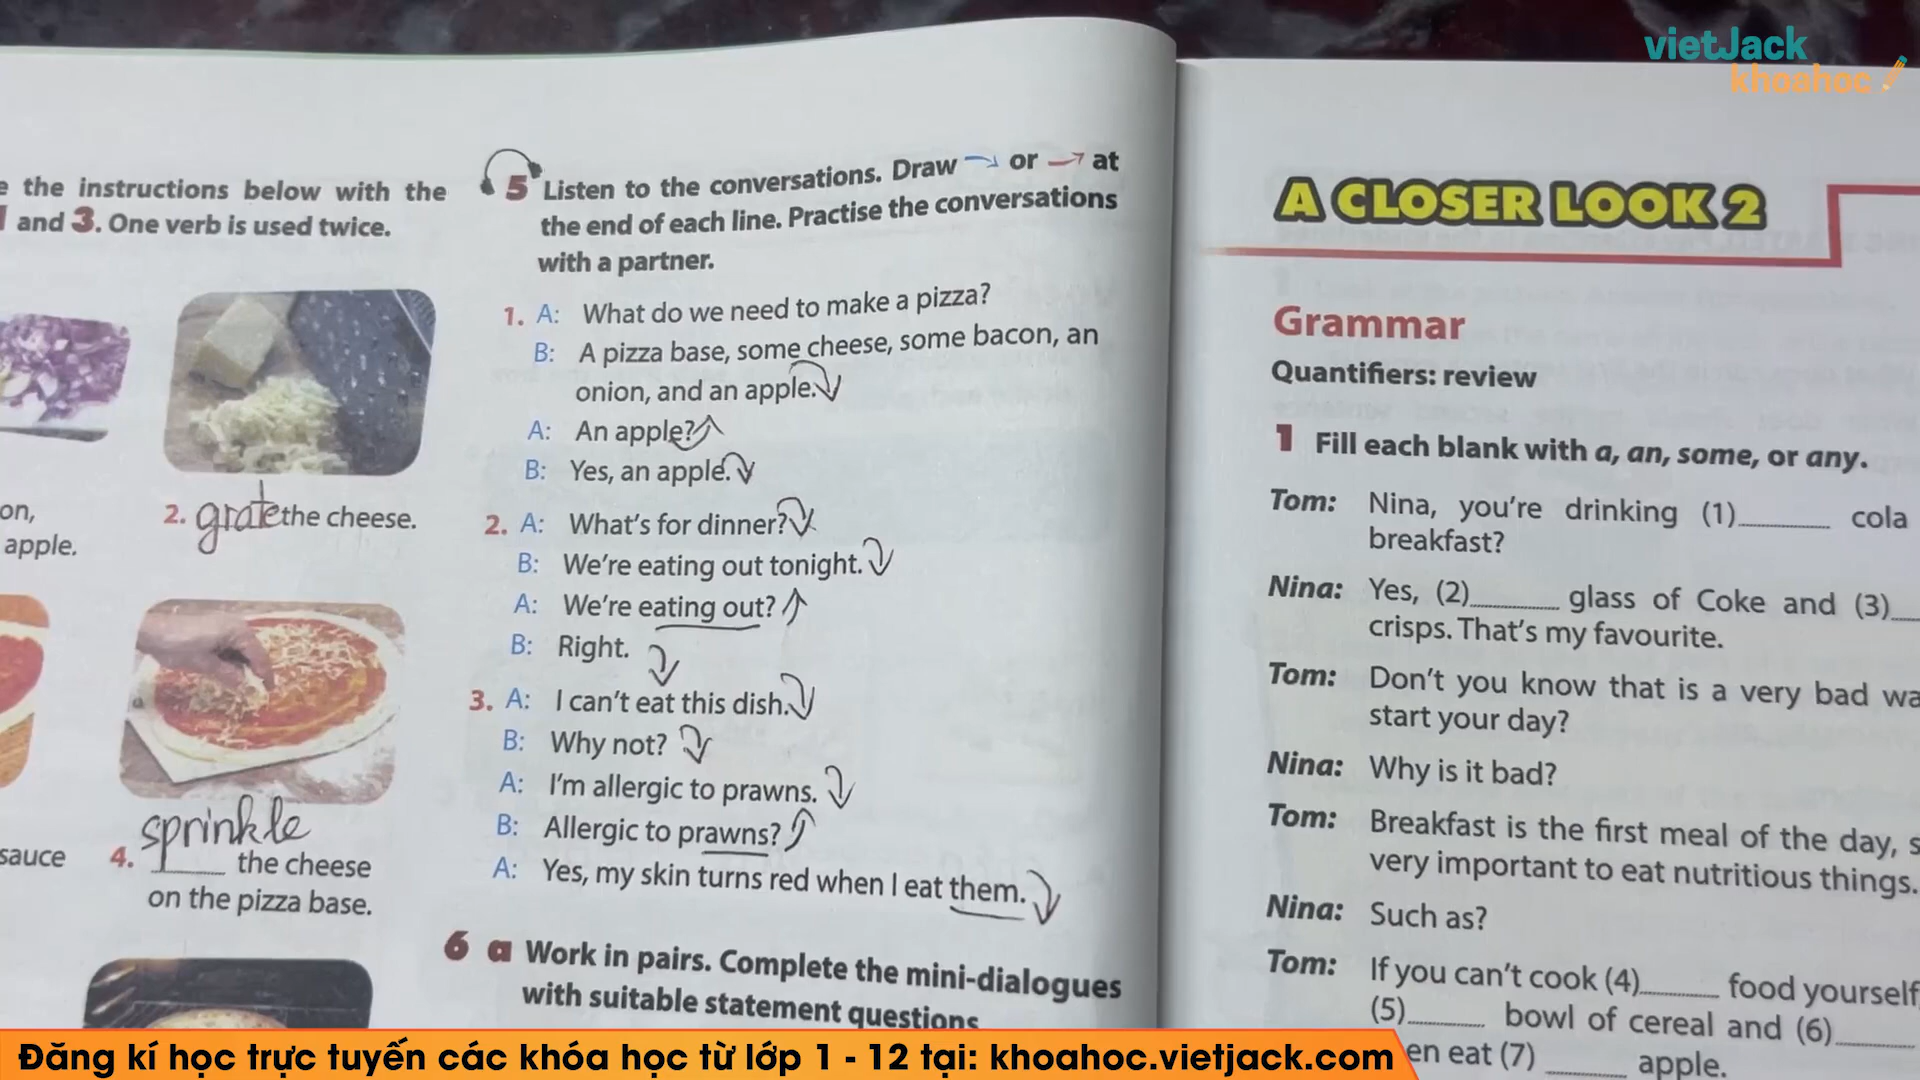 vietJack
khoahoc
e the instructions below with the
1 and 3. One verb is used twice.
on,
apple.
2. grate the cheese.
sauce
sprinkle
4. ______ the cheese
on the pizza base.
5 Listen to the conversations. Draw or at
the end of each line. Practise the conversations
with a partner.
1. A: What do we need to make a pizza?
B: A pizza base, some cheese, some bacon, an
onion, and an apple.
A: An apple?
B: Yes, an apple.
2. A: What's for dinner?
B: We're eating out tonight.
A: We're eating out?
B: Right.
3. A: I can't eat this dish.
B: Why not?
A: I'm allergic to prawns.
B: Allergic to prawns?
A: Yes, my skin turns red when I eat them.
6 a Work in pairs. Complete the mini-dialogues
with suitable statement questions
A CLOSER LOOK 2
Grammar
Quantifiers: review
1 Fill each blank with a, an, some, or any.
Tom: Nina, you're drinking (1)______ cola
breakfast?
Nina: Yes, (2)______ glass of Coke and (3)__
crisps. That's my favourite.
Tom: Don't you know that is a very bad wa
start your day?
Nina: Why is it bad?
Tom: Breakfast is the first meal of the day, s
very important to eat nutritious things.
Nina: Such as?
Tom: If you can't cook (4)______ food yourself
(5)______ bowl of cereal and (6)______
en eat (7) ______ apple.
Đăng kí học trực tuyến các khóa học từ lớp 1 - 12 tại: khoahoc.vietjack.com